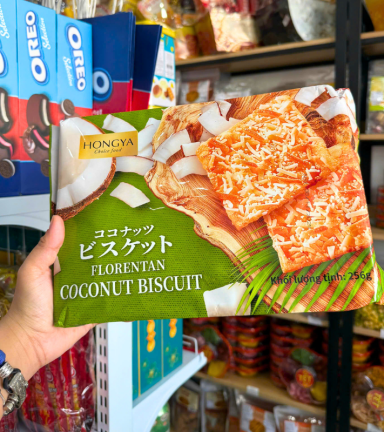 OREO
OREO
Selection
HONGYA
Choice food
ココナッツ
ビスケット
FLORENTAN
COCONUT BISCUIT
Khối lượng tịnh: 256g